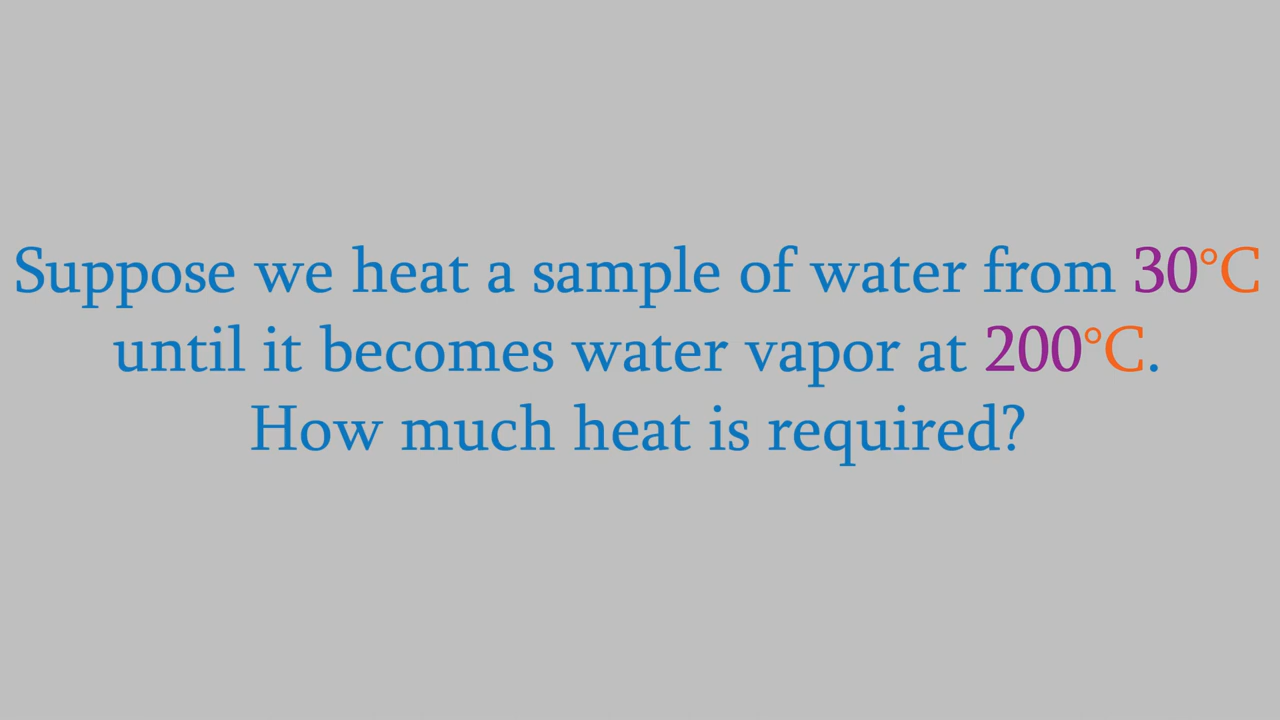 Suppose we heat a sample of water from 30°C
until it becomes water vapor at 200°C.
How much heat is required?